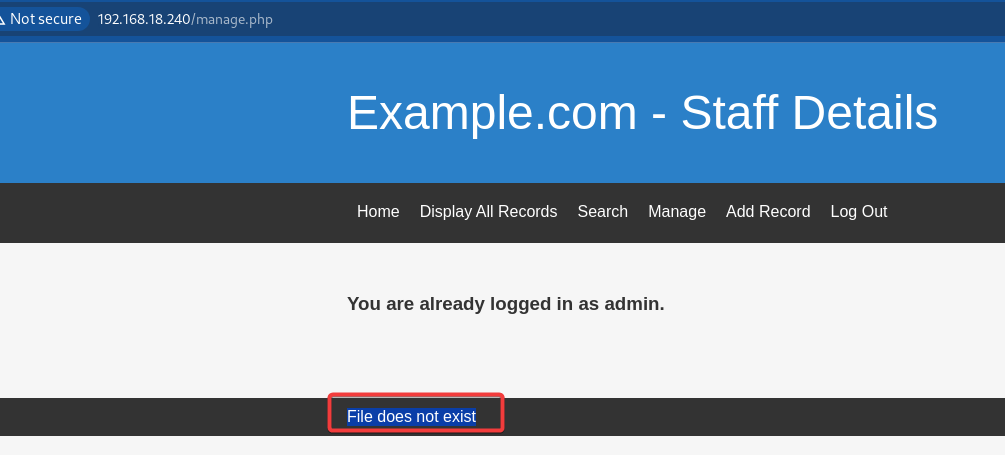 Not secure 192.168.18.240/manage.php
Example.com - Staff Details
Home Display All Records Search Manage Add Record Log Out
You are already logged in as admin.
File does not exist